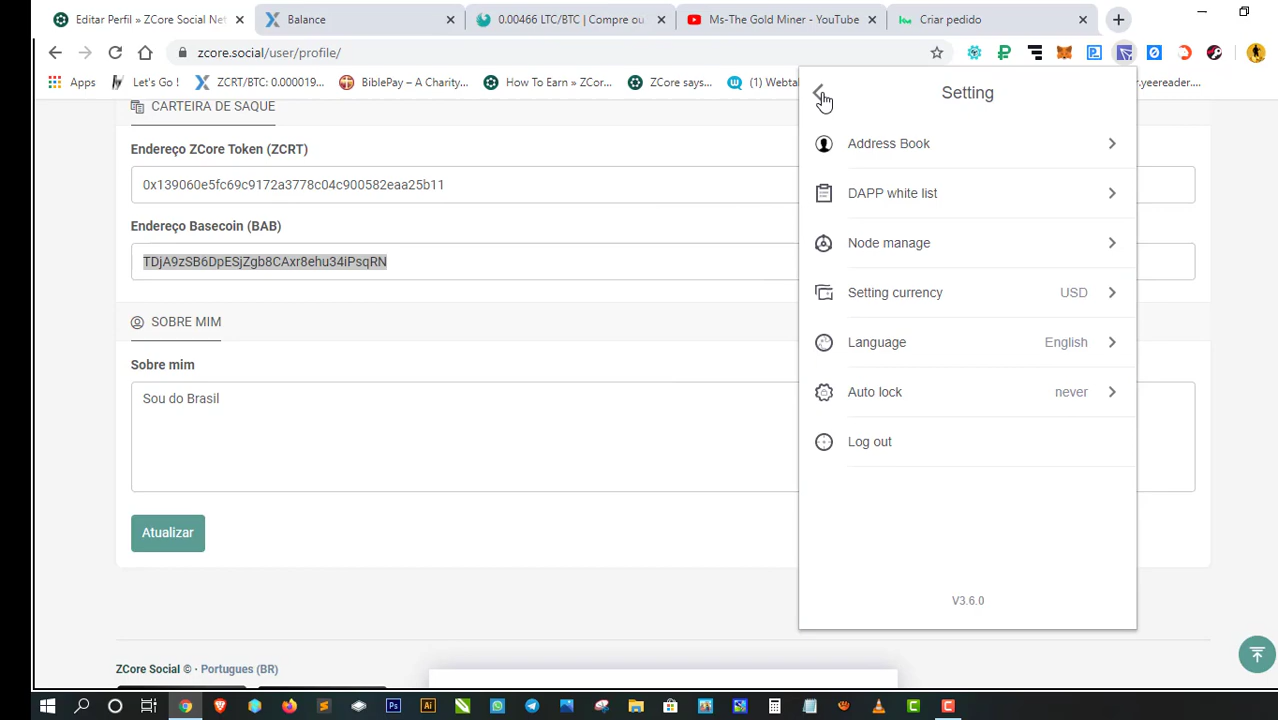 Editar Perfil » ZCore Social Net
Balance
0.00466 LTC/BTC | Compre ou
Ms-The Gold Miner - YouTube
Criar pedido
zcore.social/user/profile/
Apps
Let's Go !
ZCRT/BTC: 0.000019...
BiblePay – A Charity...
How To Earn » ZCor...
ZCore says...
(1) Webtal
r.yeereader...
CARTEIRA DE SAQUE
Endereço ZCore Token (ZCRT)
0x139060e5fc69c9172a3778c04c900582eaa25b11
Endereço Basecoin (BAB)
TDjA9zSB6DpESjZgb8CAxr8ehu34iPsqRN
SOBRE MIM
Sobre mim
Sou do Brasil
Atualizar
ZCore Social © · Portugues (BR)
Setting
Address Book
DAPP white list
Node manage
Setting currency USD
Language English
Auto lock never
Log out
V3.6.0